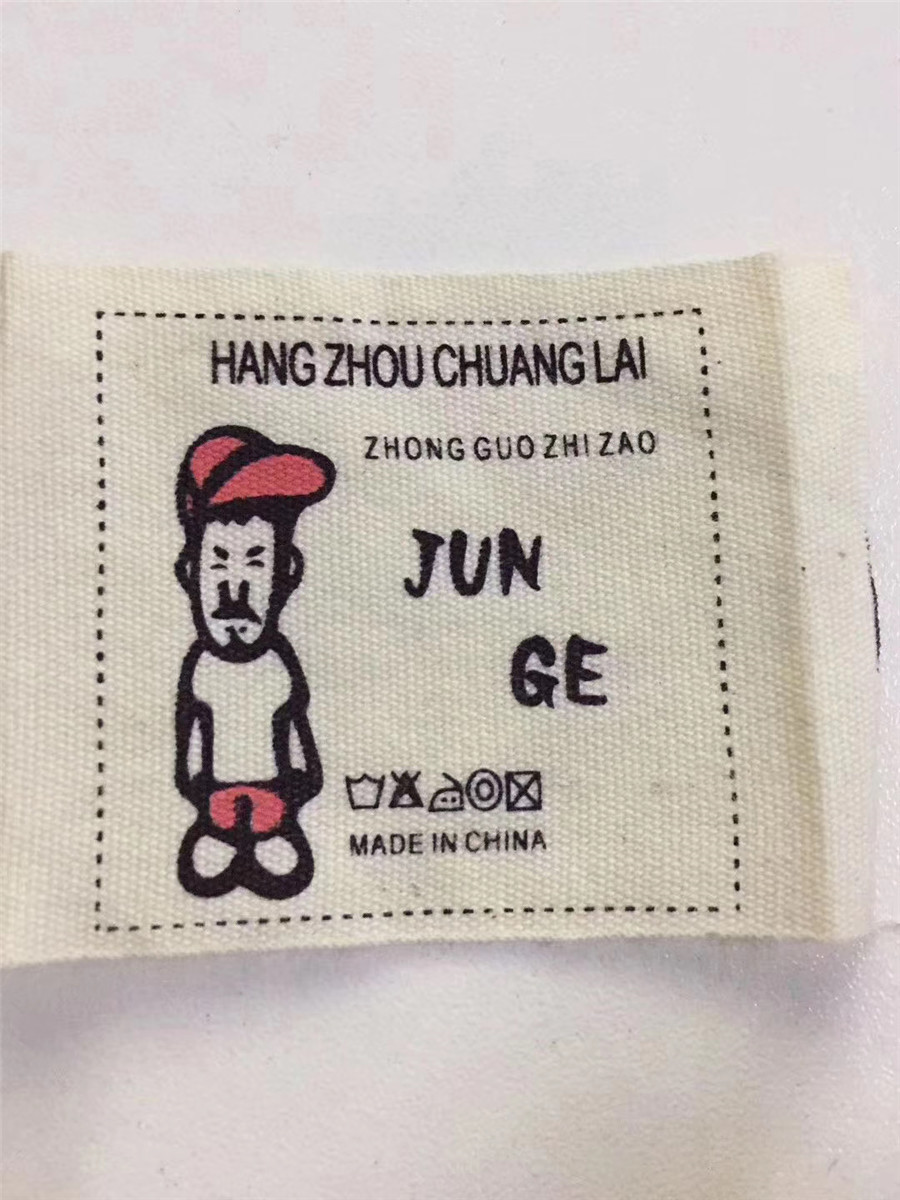 HANG ZHOU CHUANG LAI
ZHONG GUO ZHI ZAO
JUN
GE
MADE IN CHINA